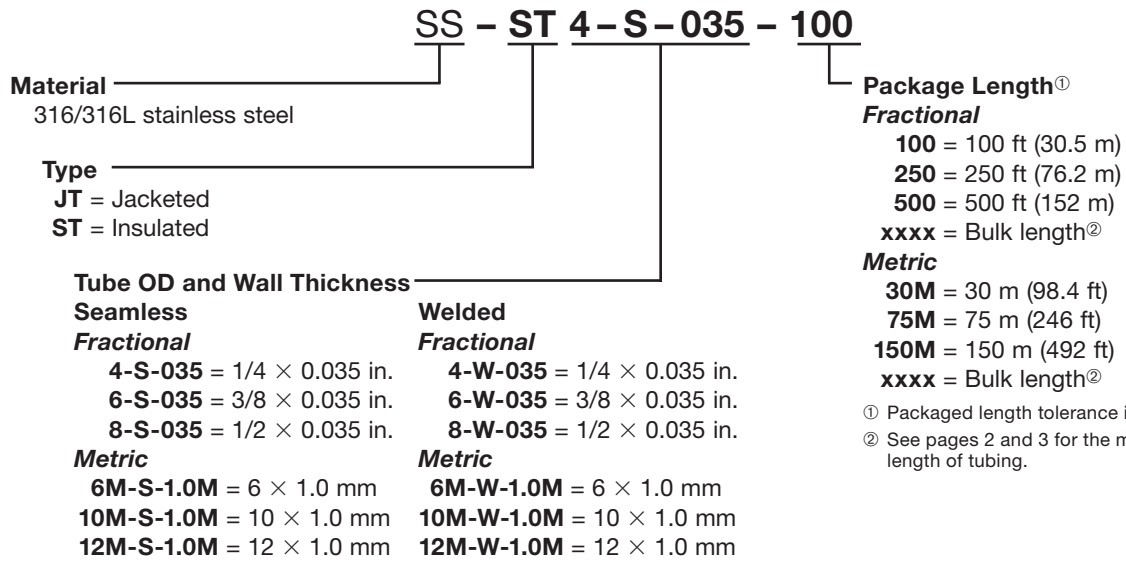 SS – ST 4 – S – 035 – 100
Material
316/316L stainless steel
Type
JT = Jacketed
ST = Insulated
Tube OD and Wall Thickness
Seamless
Fractional
4-S-035 = 1/4 × 0.035 in.
6-S-035 = 3/8 × 0.035 in.
8-S-035 = 1/2 × 0.035 in.
Metric
6M-S-1.0M = 6 × 1.0 mm
10M-S-1.0M = 10 × 1.0 mm
12M-S-1.0M = 12 × 1.0 mm
Welded
Fractional
4-W-035 = 1/4 × 0.035 in.
6-W-035 = 3/8 × 0.035 in.
8-W-035 = 1/2 × 0.035 in.
Metric
6M-W-1.0M = 6 × 1.0 mm
10M-W-1.0M = 10 × 1.0 mm
12M-W-1.0M = 12 × 1.0 mm
Package Length①
Fractional
100 = 100 ft (30.5 m)
250 = 250 ft (76.2 m)
500 = 500 ft (152 m)
xxxx = Bulk length②
Metric
30M = 30 m (98.4 ft)
75M = 75 m (246 ft)
150M = 150 m (492 ft)
xxxx = Bulk length②
① Packaged length tolerance
② See pages 2 and 3 for the
length of tubing.